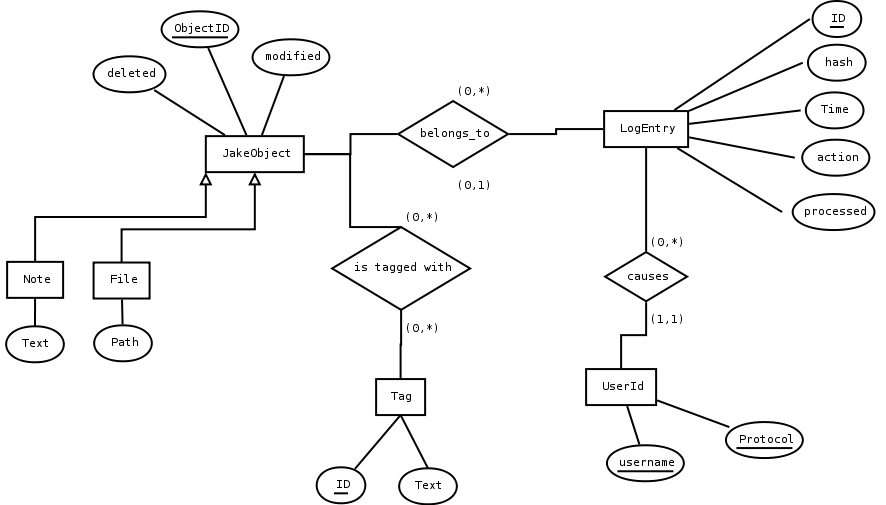 ID
ObjectID
modified
hash
deleted
(0,*)
Time
belongs_to
LogEntry
JakeObject
action
(0,1)
processed
(0,*)
(0,*)
is tagged with
causes
Note
File
(1,1)
(0,*)
Text
Path
UserId
Tag
Protocol
username
ID
Text